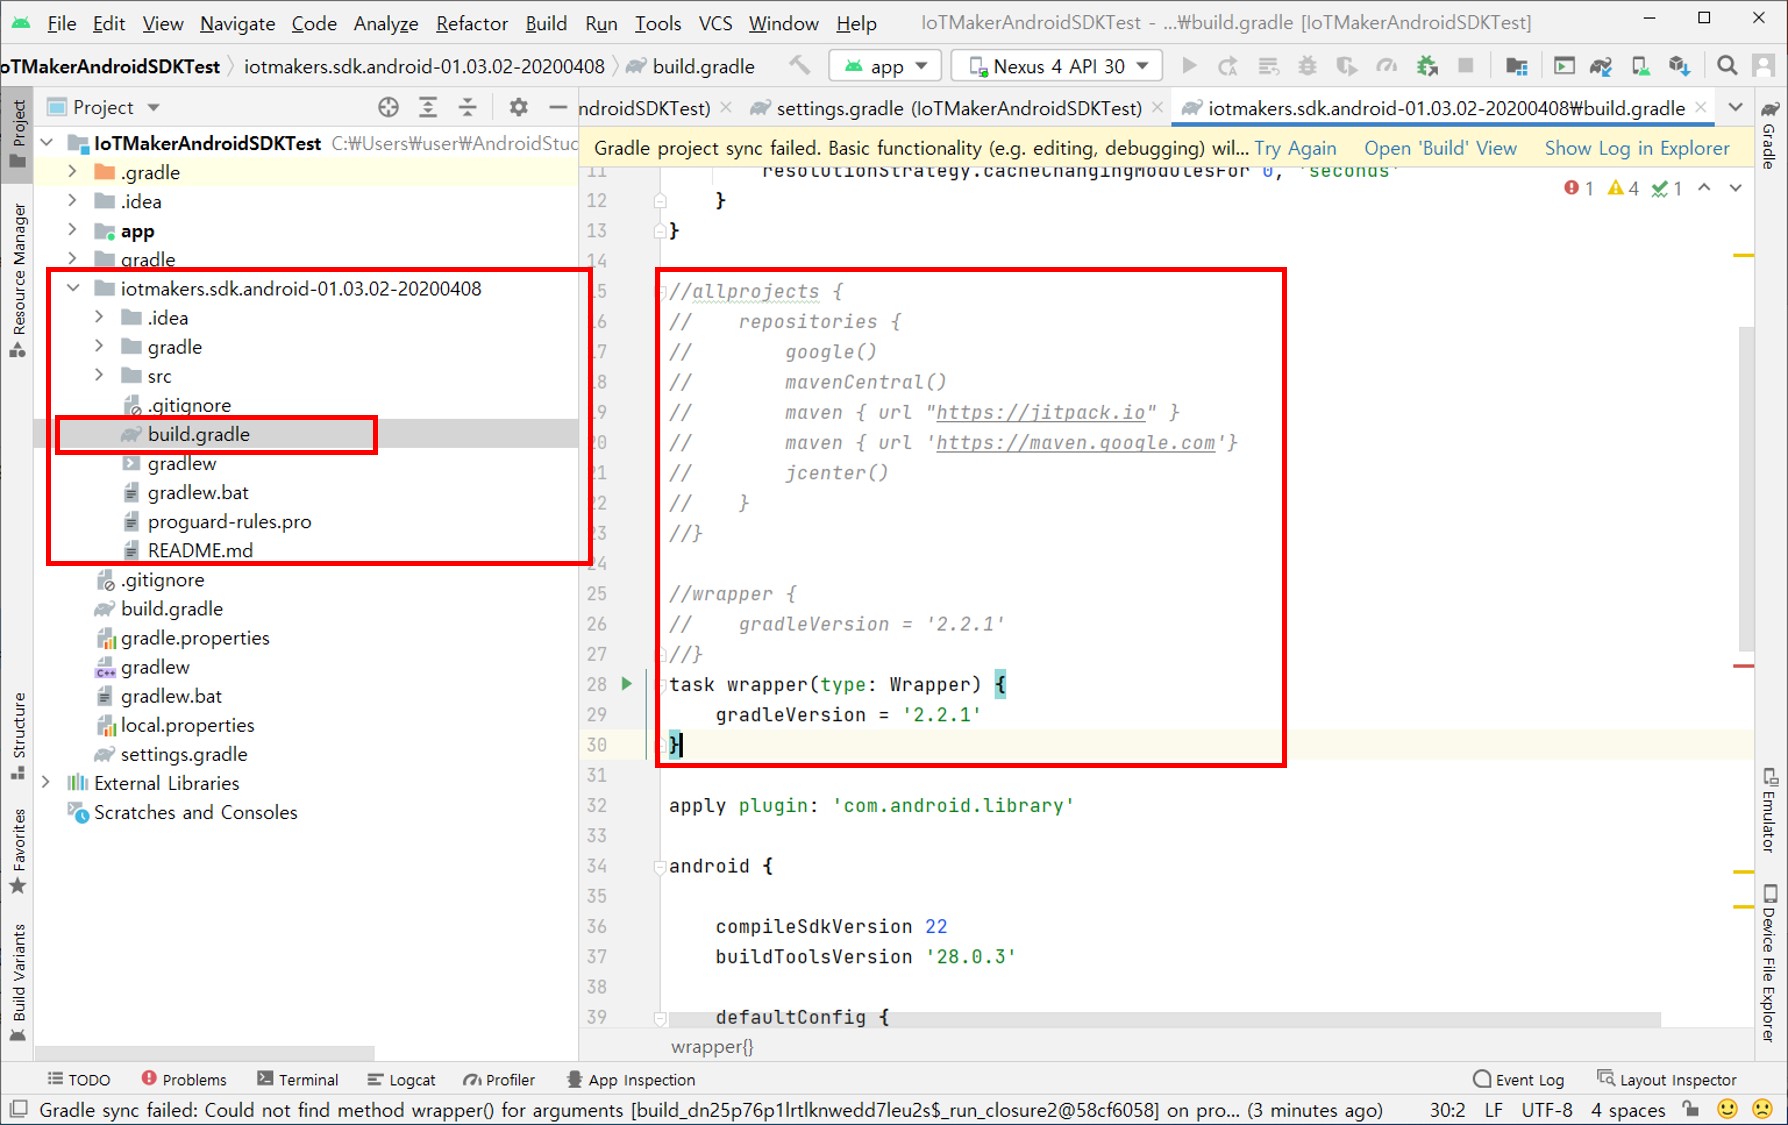 File Edit View Navigate Code Analyze Refactor Build Run Tools VCS Window Help IoTMakerAndroidSDKTest - ...₩build.gradle [IoTMakerAndroidSDKTest]
oTMakerAndroidSDKTest iotmakers.sdk.android-01.03.02-20200408 build.gradle app Nexus 4 API 30
Project
ndroidSDKTest) settings.gradle (IoTMakerAndroidSDKTest) iotmakers.sdk.android-01.03.02-20200408₩build.gradle
Gradle project sync failed. Basic functionality (e.g. editing, debugging) wil... Try Again Open 'Build' View Show Log in Explorer
1 4 1
Project
Resource Manager
Structure
Favorites
Build Variants
IoTMakerAndroidSDKTest C:₩Users₩user₩AndroidStuc
.gradle
.idea
app
gradle
iotmakers.sdk.android-01.03.02-20200408
.idea
gradle
src
.gitignore
build.gradle
gradlew
gradlew.bat
proguard-rules.pro
README.md
.gitignore
build.gradle
gradle.properties
gradlew
gradlew.bat
local.properties
settings.gradle
External Libraries
Scratches and Consoles
11 resolutionStrategy.cacheChangingModulesFor 0, 'seconds'
12 }
13 }
14
15 //allprojects {
16 // repositories {
17 // google()
18 // mavenCentral()
19 // maven { url "https://jitpack.io" }
20 // maven { url 'https://maven.google.com'}
21 // jcenter()
22 // }
23 //}
24
25 //wrapper {
26 // gradleVersion = '2.2.1'
27 //}
28 task wrapper(type: Wrapper) {
29 gradleVersion = '2.2.1'
30 }
31
32 apply plugin: 'com.android.library'
33
34 android {
35
36 compileSdkVersion 22
37 buildToolsVersion '28.0.3'
38
39 defaultConfig {
wrapper{}
Gradle
Emulator
Device File Explorer
TODO Problems Terminal Logcat Profiler App Inspection Event Log Layout Inspector
Gradle sync failed: Could not find method wrapper() for arguments [build_dn25p76p1lrtlknwedd7leu2s$_run_closure2@58cf6058] on pro... (3 minutes ago) 30:2 LF UTF-8 4 spaces